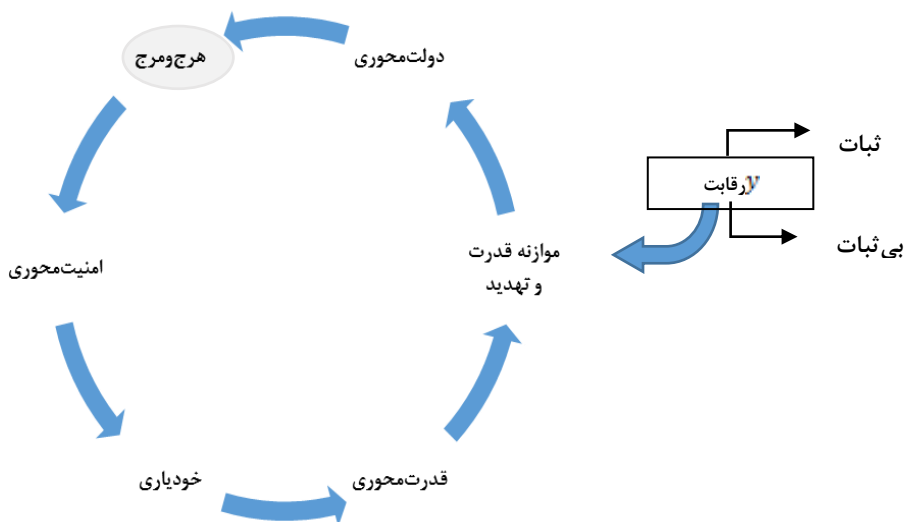 دولت‌محوری
هرج‌ومرج
ثبات
رقابت y
بی‌ثبات
موازنه قدرت
و تهدید
امنیت‌محوری
خودیاری
قدرت‌محوری